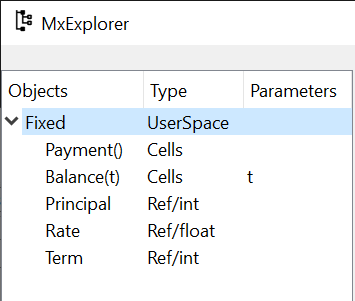 MxExplorer
Objects Type Parameters
Fixed UserSpace
Payment() Cells
Balance(t) Cells t
Principal Ref/int
Rate Ref/float
Term Ref/int